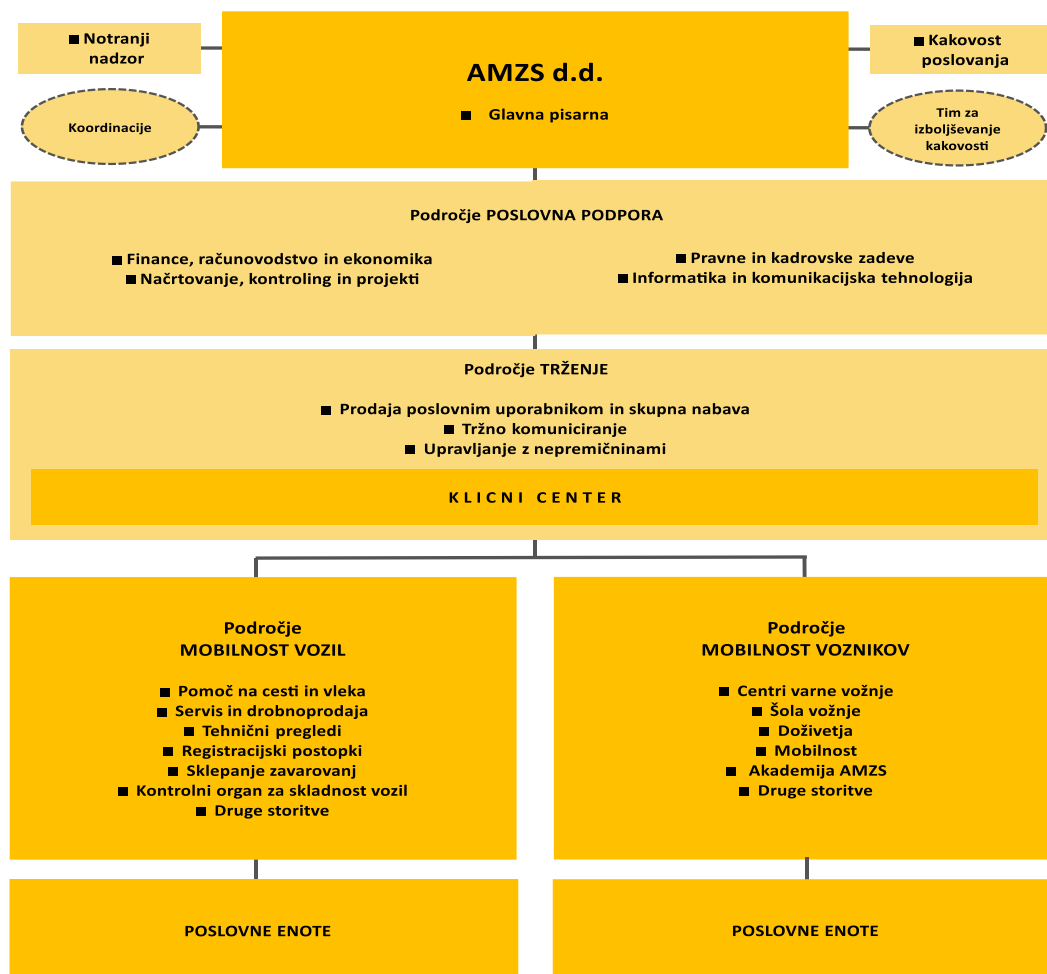 ■ Notranji
nadzor
AMZS d.d.
■ Glavna pisarna
■ Kakovost
poslovanja
Koordinacije
Tim za
izboljševanje
kakovosti
Področje POSLOVNA PODPORA
■ Finance, računovodstvo in ekonomika
■ Načrtovanje, kontroling in projekti
■ Pravne in kadrovske zadeve
■ Informatika in komunikacijska tehnologija
Področje TRŽENJE
■ Prodaja poslovnim uporabnikom in skupna nabava
■ Tržno komuniciranje
■ Upravljanje z nepremičninami
KLICNI CENTER
Področje
MOBILNOST VOZIL
■ Pomoč na cesti in vleka
■ Servis in drobnoprodaja
■ Tehnični pregledi
■ Registracijski postopki
■ Sklepanje zavarovanj
■ Kontrolni organ za skladnost vozil
■ Druge storitve
Področje
MOBILNOST VOZNIKOV
■ Centri varne vožnje
■ Šola vožnje
■ Doživetja
■ Mobilnost
■ Akademija AMZS
■ Druge storitve
POSLOVNE ENOTE
POSLOVNE ENOTE